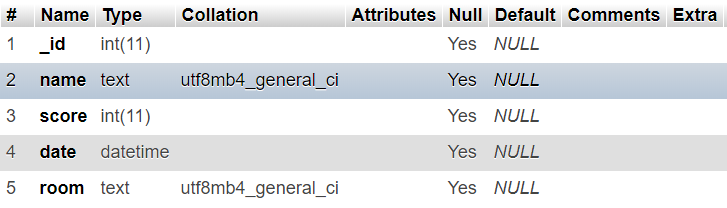 # Name Type Collation Attributes Null Default Comments Extra
1 _id int(11) Yes NULL
2 name text utf8mb4_general_ci Yes NULL
3 score int(11) Yes NULL
4 date datetime Yes NULL
5 room text utf8mb4_general_ci Yes NULL